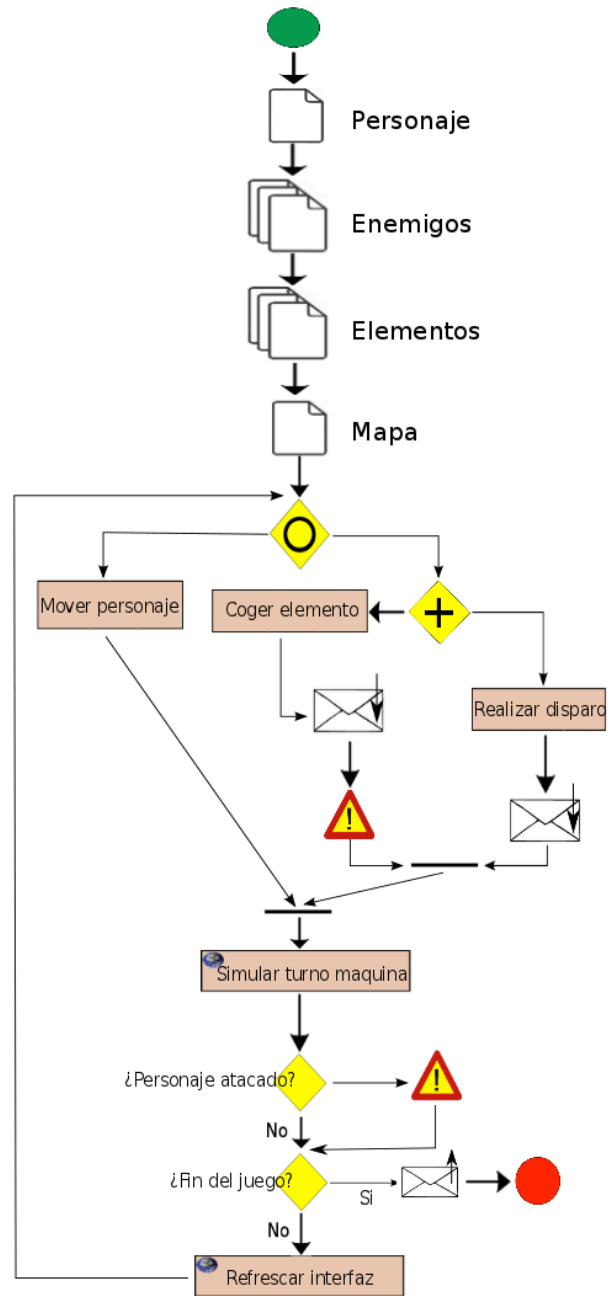 Personaje
Enemigos
Elementos
Mapa
Mover personaje
Coger elemento
Realizar disparo
Simular turno maquina
¿Personaje atacado?
No
¿Fin del juego?
Si
No
Refrescar interfaz